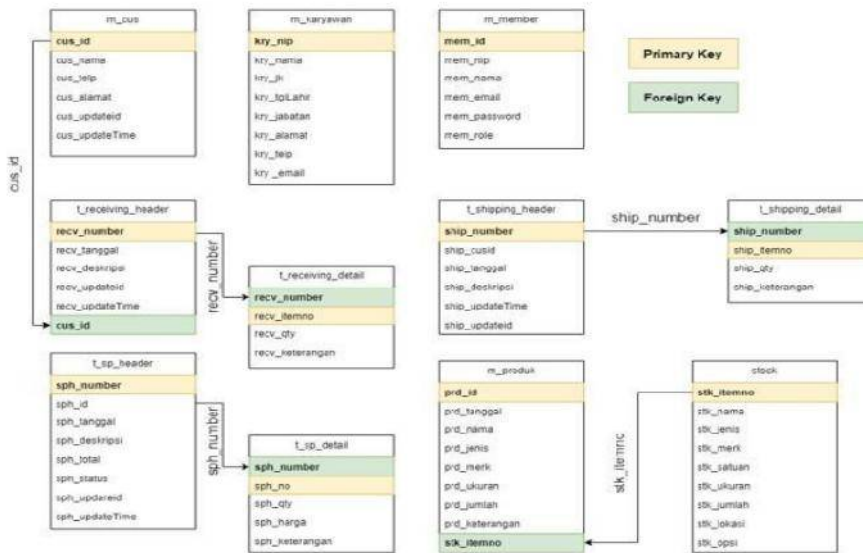 m_cus
cus_id
cus_nama
cus_telp
cus_alamat
cus_updateid
cus_updateTime
m_karyawan
kry_nip
kry_nama
kry_jk
kry_tglLahir
kry_jabatan
kry_alamat
kry_telp
kry_email
m_member
mem_id
mem_nip
mem_nama
mem_email
mem_password
mem_role
Primary Key
Foreign Key
cus_id
t_receiving_header
recv_number
recv_tanggal
recv_deskripsi
recv_updateid
recv_updateTime
cus_id
recv_number
t_receiving_detail
recv_number
recv_itemno
recv_qty
recv_keterangan
t_shipping_header
ship_number
ship_cusid
ship_tanggal
ship_deskripsi
ship_updateTime
ship_updateid
ship_number
t_shipping_detail
ship_number
ship_itemno
ship_qty
ship_keterangan
t_sp_header
sph_number
sph_id
sph_tanggal
sph_deskripsi
sph_total
sph_status
sph_updareid
sph_updateTime
sph_number
t_sp_detail
sph_number
sph_no
sph_qty
sph_harga
sph_keterangan
m_produk
prd_id
prd_tanggal
prd_nama
prd_jenis
prd_merk
prd_ukuran
prd_jumlah
prd_keterangan
stk_itemno
stk_itemno
stock
stk_itemno
stk_nama
stk_jenis
stk_merk
stk_satuan
stk_ukuran
stk_jumlah
stk_lokasi
stk_opsi